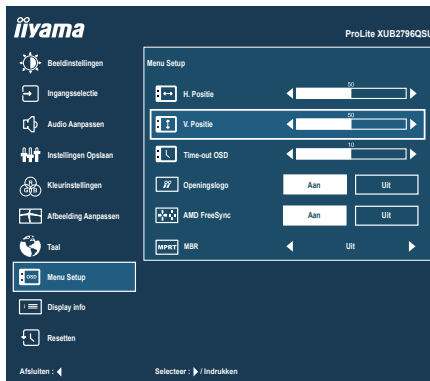 iiyama
ProLite XUB2796QSU
Beeldinstellingen
Ingangsselectie
Audio Aanpassen
Instellingen Opslaan
R
G B
Kleurinstellingen
Afbeelding Aanpassen
Taal
OSD Menu Setup
i Display info
Resetten
Menu Setup
H. Positie 50
V. Positie 50
Time-out OSD 10
Openingslogo Aan Uit
AMD FreeSync Aan Uit
MPRT MBR Uit
Afsluiten :
Selecteer : / Indrukken